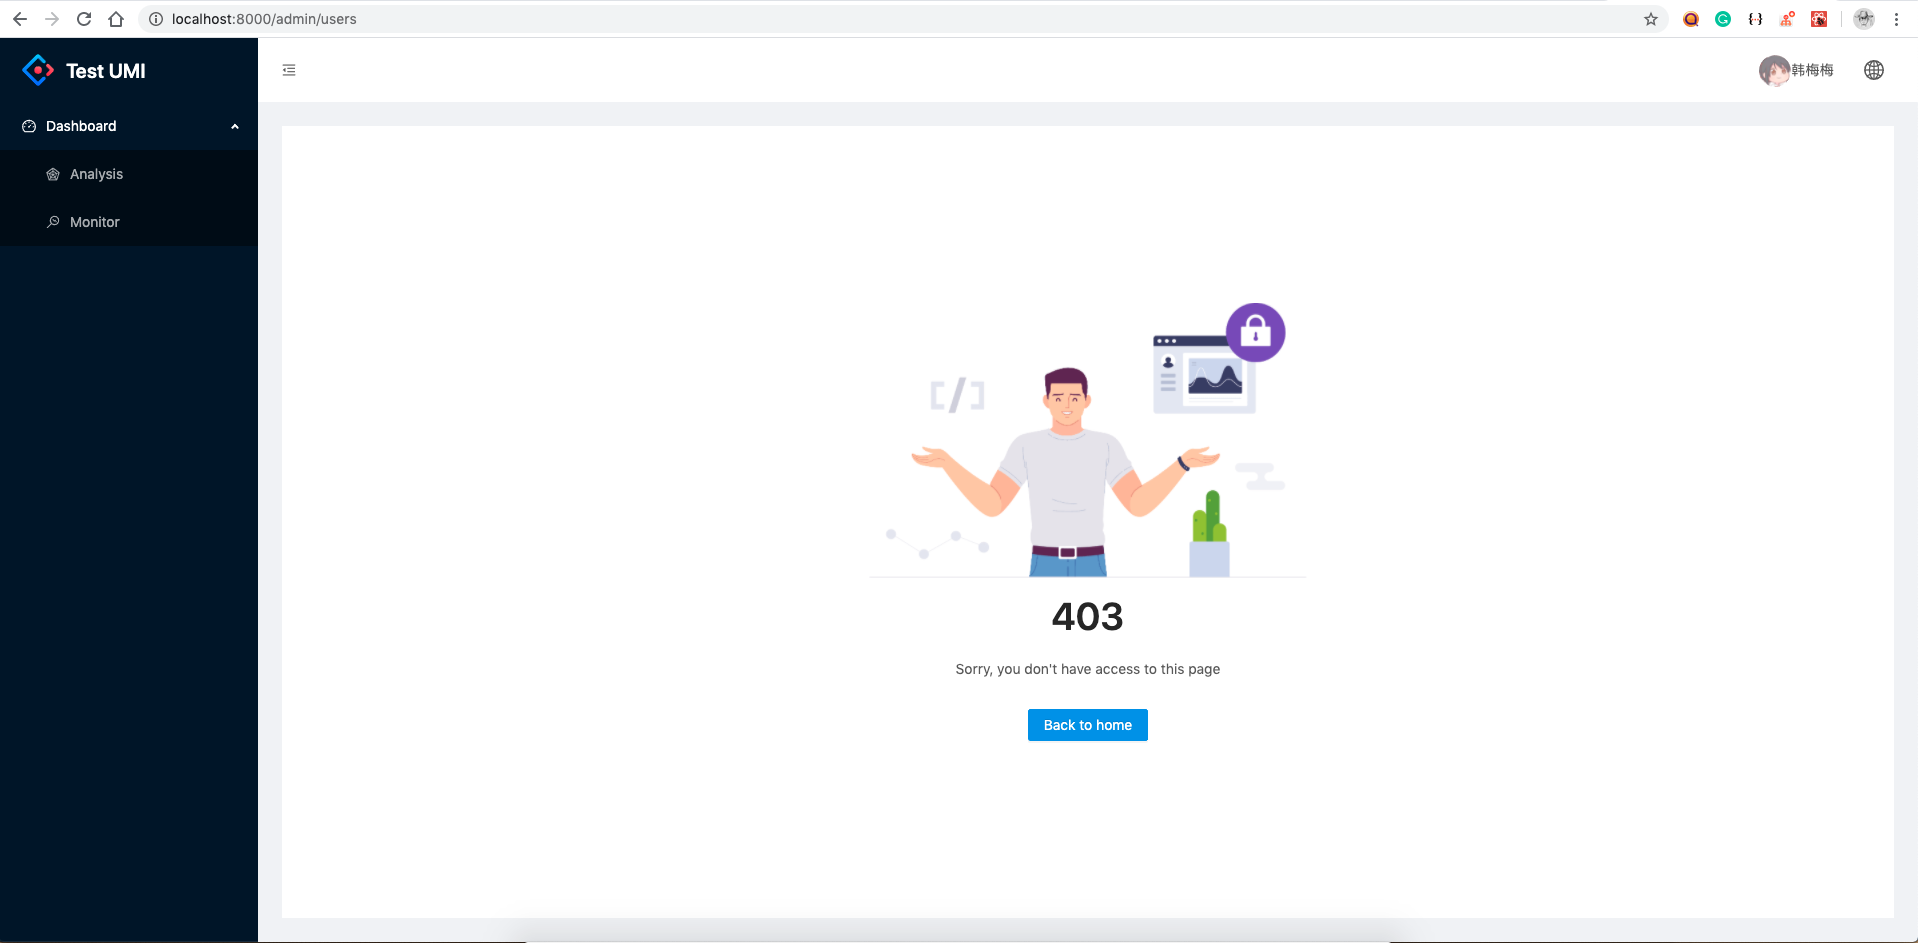 localhost:8000/admin/users
Test UMI
韩梅梅
Dashboard
Analysis
Monitor
403
Sorry, you don't have access to this page
Back to home